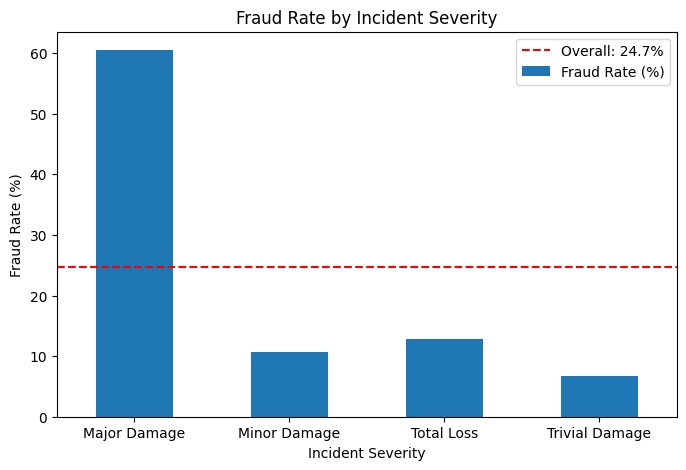 Fraud Rate by Incident Severity
Overall: 24.7%
Fraud Rate (%)
Fraud Rate (%)
60
50
40
30
20
10
0
Major Damage Minor Damage Total Loss Trivial Damage
Incident Severity